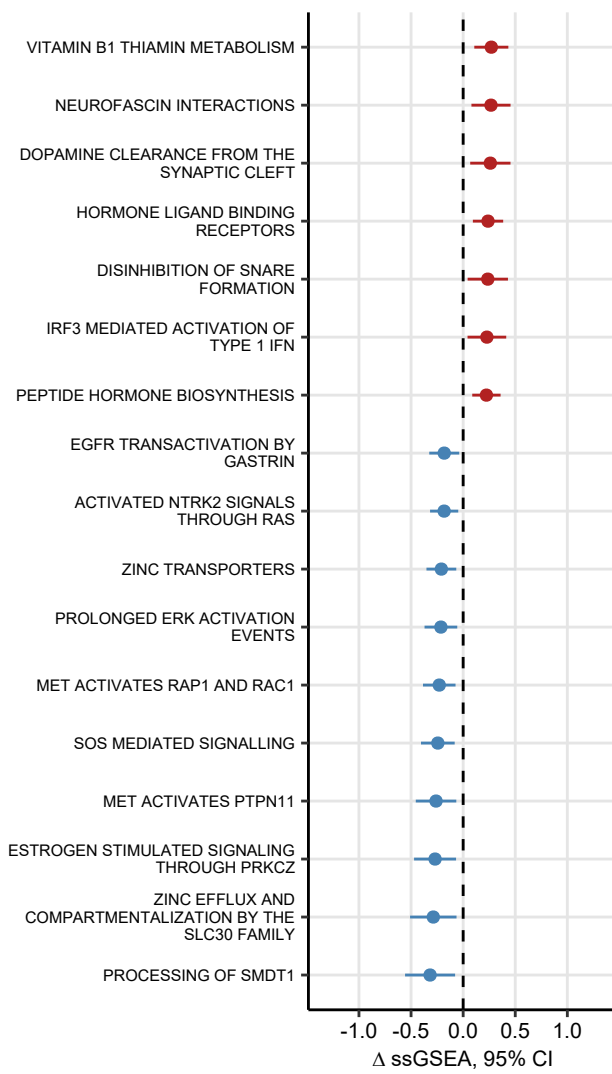 VITAMIN B1 THIAMIN METABOLISM
NEUROFASCIN INTERACTIONS
DOPAMINE CLEARANCE FROM THE
SYNAPTIC CLEFT
HORMONE LIGAND BINDING
RECEPTORS
DISINHIBITION OF SNARE
FORMATION
IRF3 MEDIATED ACTIVATION OF
TYPE 1 IFN
PEPTIDE HORMONE BIOSYNTHESIS
EGFR TRANSACTIVATION BY
GASTRIN
ACTIVATED NTRK2 SIGNALS
THROUGH RAS
ZINC TRANSPORTERS
PROLONGED ERK ACTIVATION
EVENTS
MET ACTIVATES RAP1 AND RAC1
SOS MEDIATED SIGNALLING
MET ACTIVATES PTPN11
ESTROGEN STIMULATED SIGNALING
THROUGH PRKCZ
ZINC EFFLUX AND
COMPARTMENTALIZATION BY THE
SLC30 FAMILY
PROCESSING OF SMDT1
-1.0 -0.5 0.0 0.5 1.0
Δ ssGSEA, 95% CI